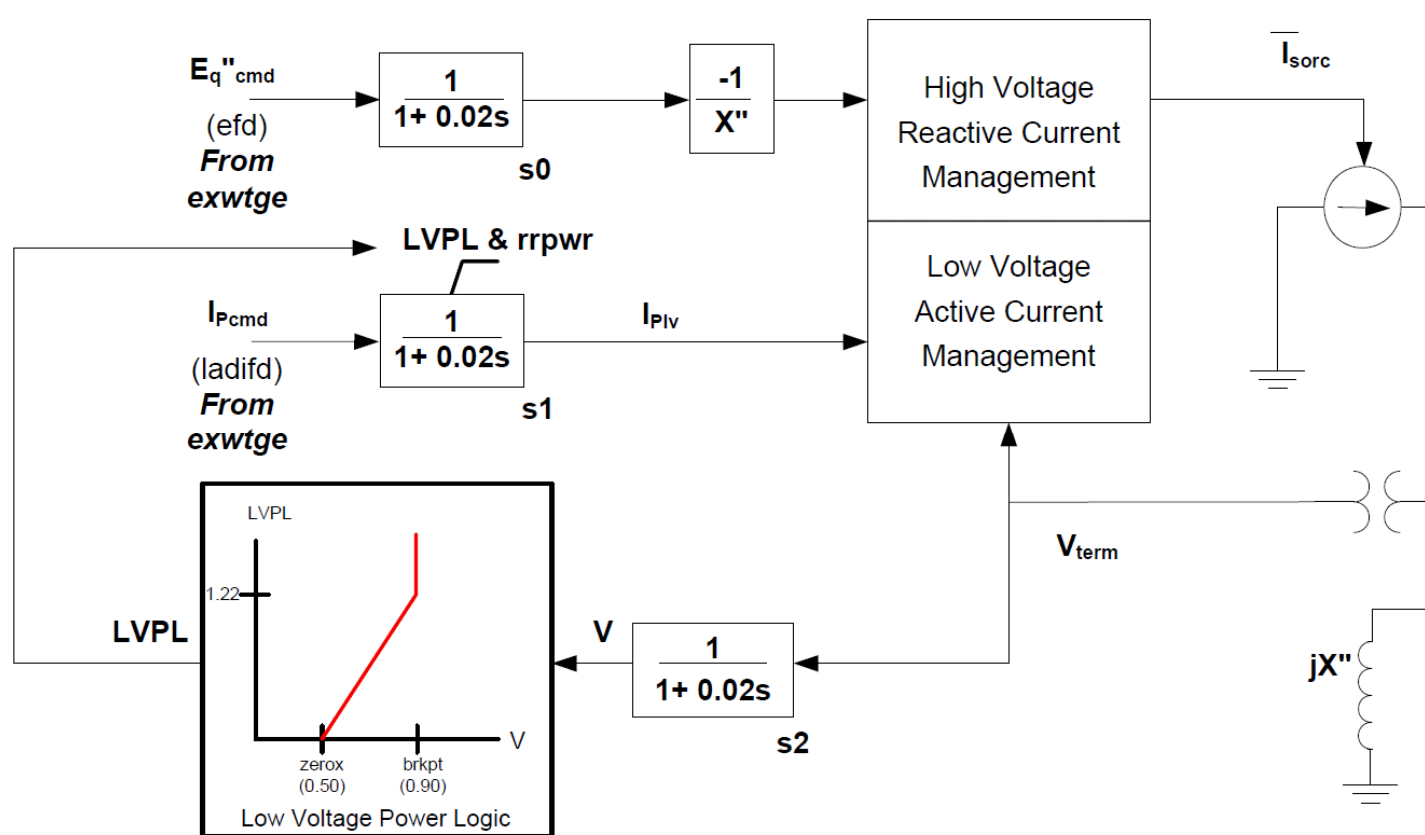 Eq"cmd
(efd)
From
exwtge
1
1+ 0.02s
s0
-1
X"
High Voltage
Reactive Current
Management
Isorc
LVPL & rrpwr
IPcmd
(ladifd)
From
exwtge
1
1+ 0.02s
s1
IPlv
Low Voltage
Active Current
Management
Vterm
LVPL
LVPL
1.22
V
zerox
(0.50)
brkpt
(0.90)
Low Voltage Power Logic
V
1
1+ 0.02s
s2
jX"